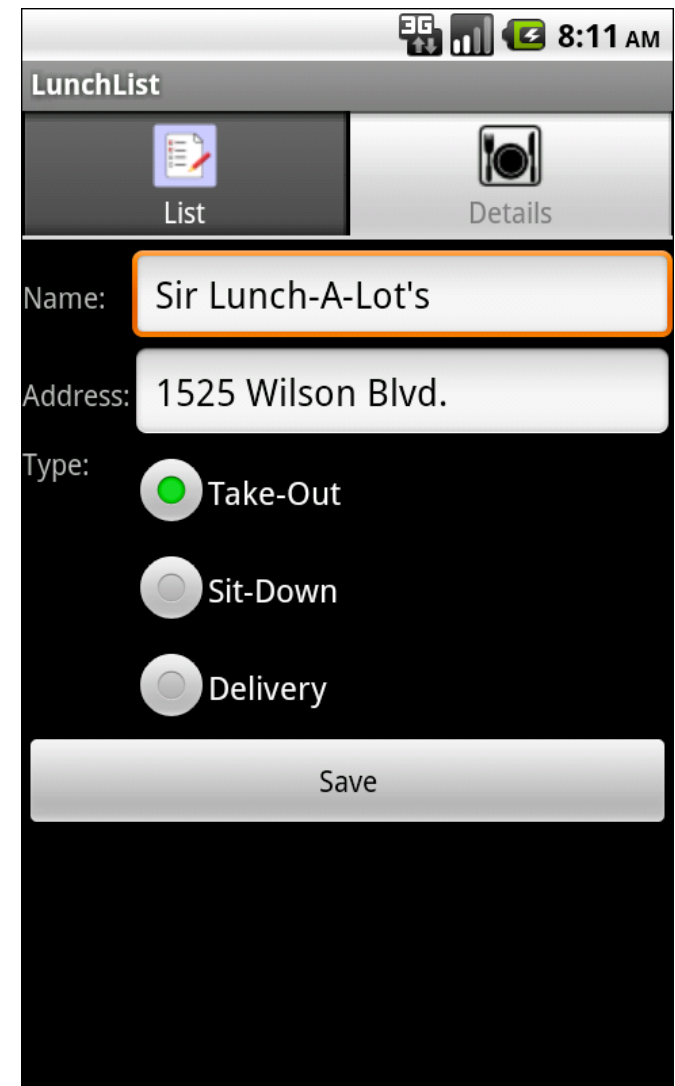 3G 8:11 AM
LunchList
List Details
Name: Sir Lunch-A-Lot's
Address: 1525 Wilson Blvd.
Type: Take-Out
Sit-Down
Delivery
Save